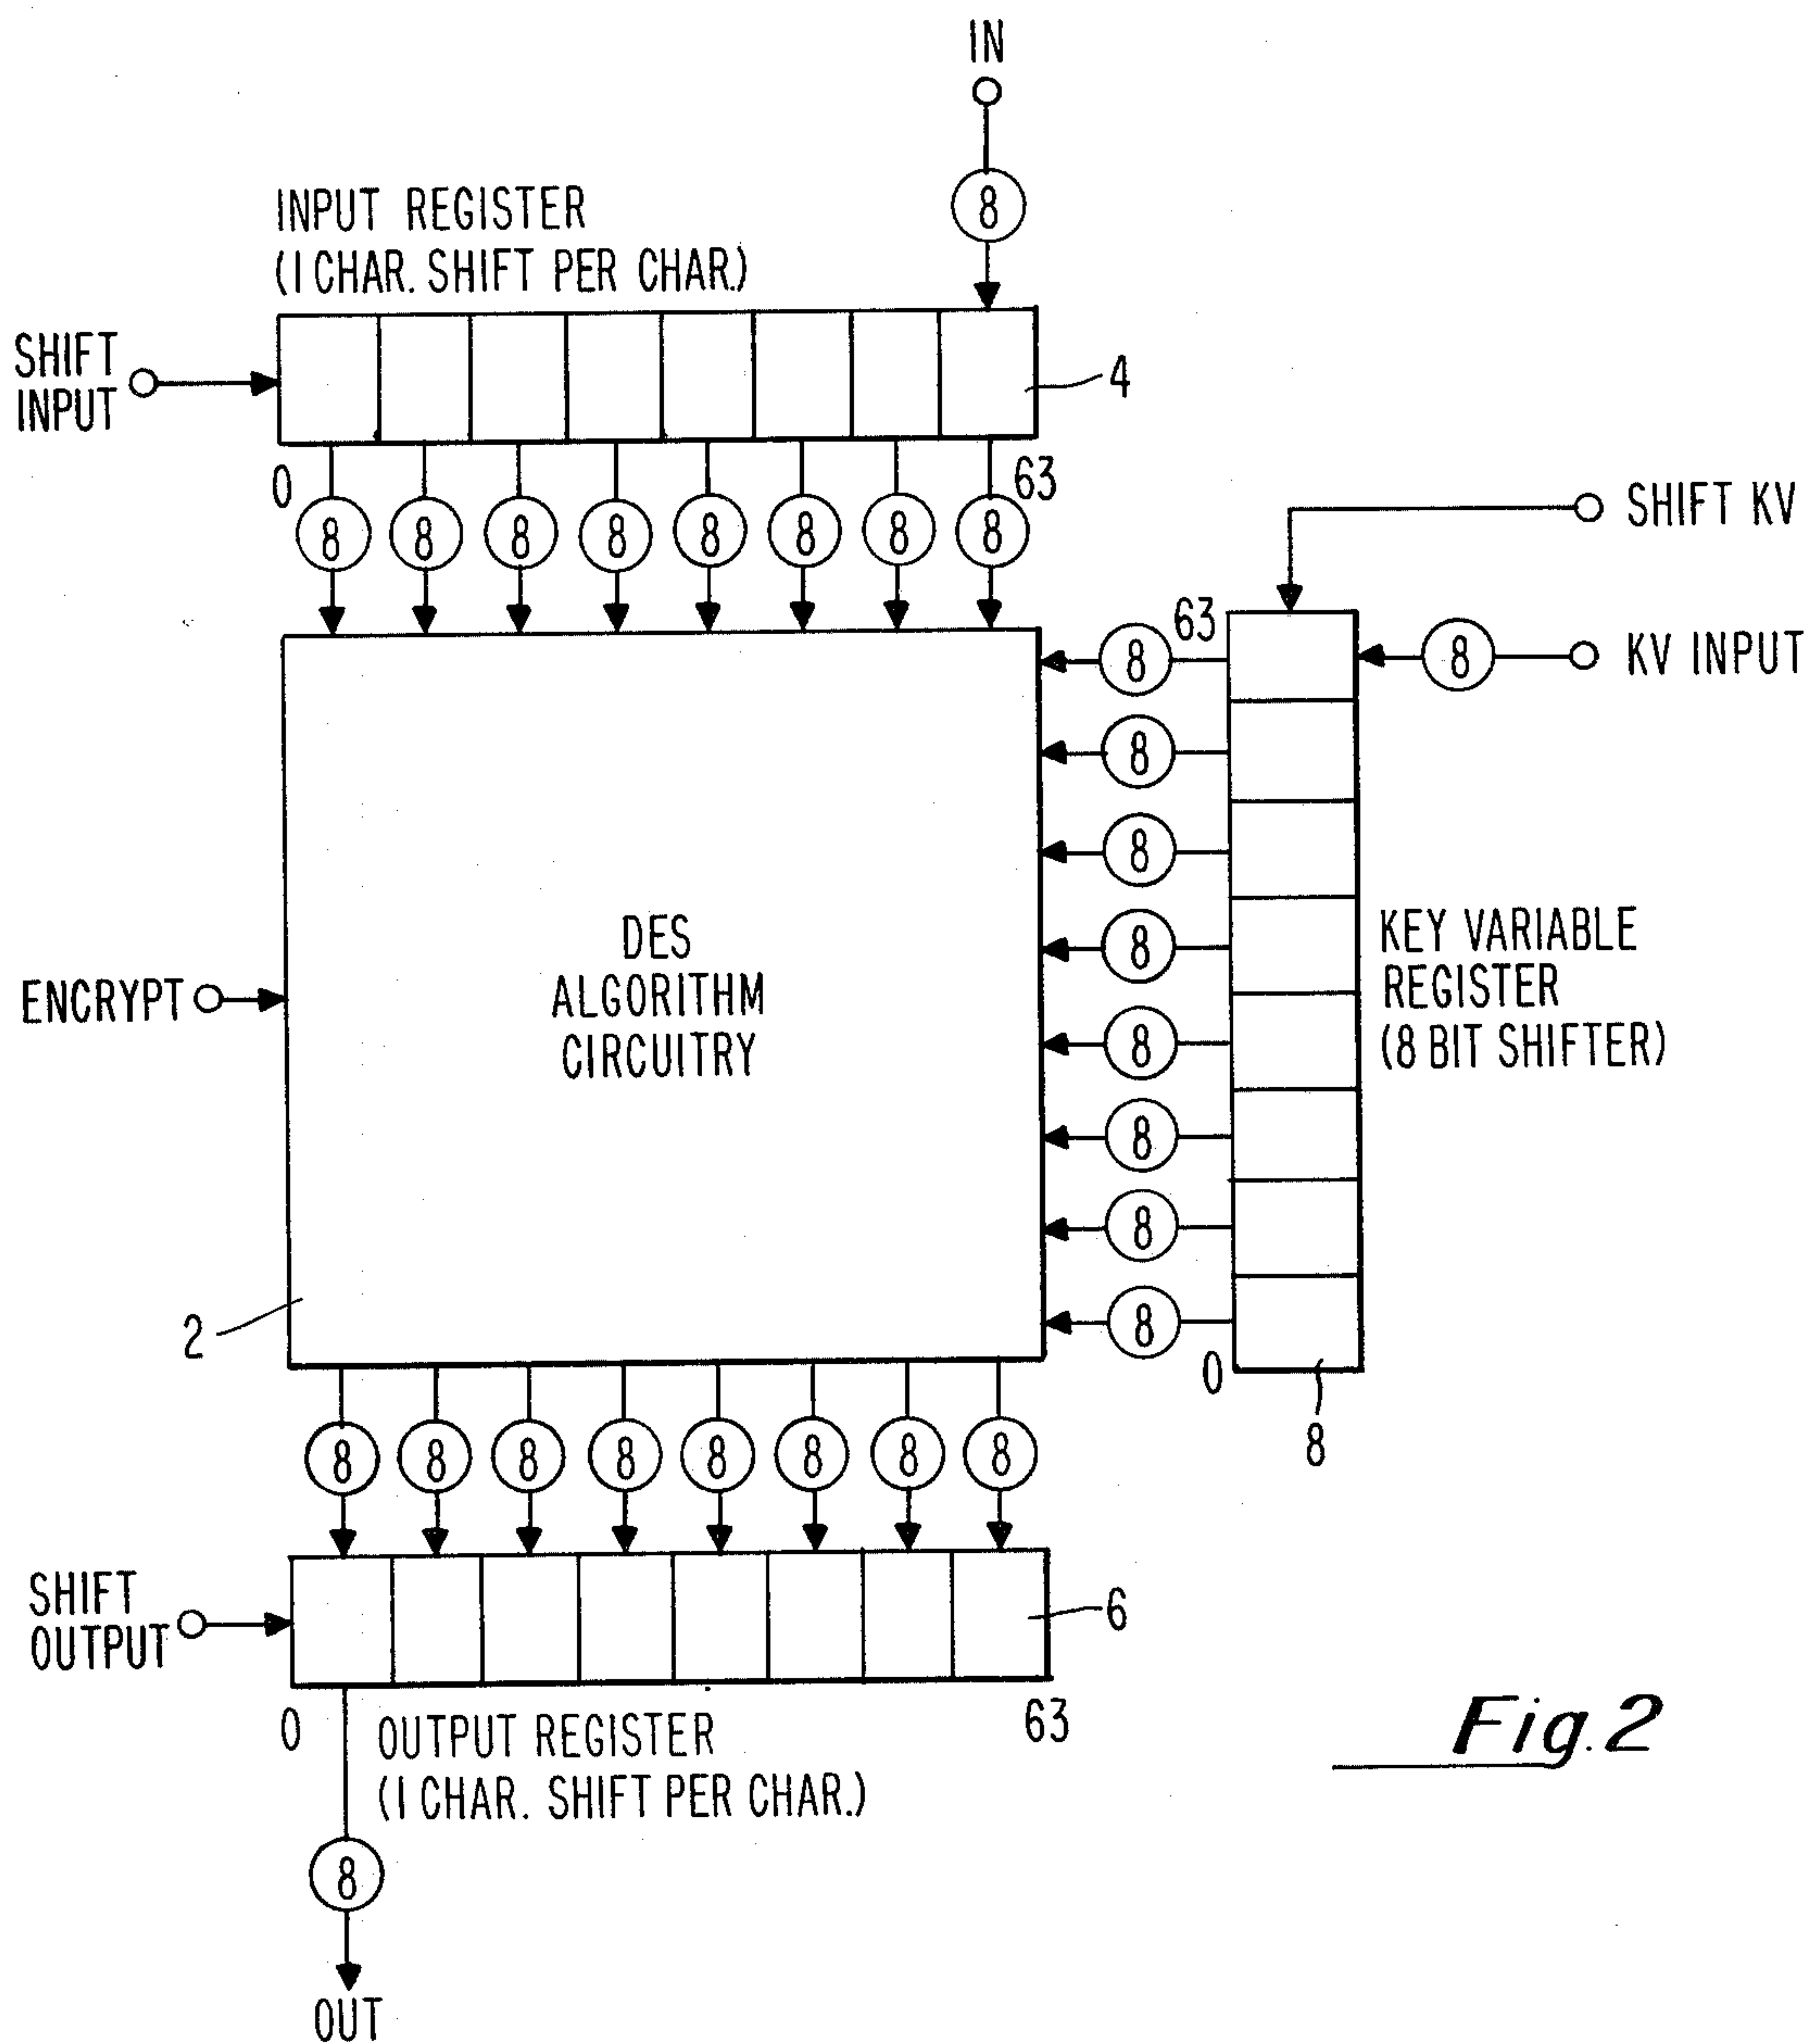 IN
8
INPUT REGISTER
(1 CHAR. SHIFT PER CHAR.)
SHIFT
INPUT
4
0
63
8 8 8 8 8 8 8 8
SHIFT KV
63
8
8
KV INPUT
8
8
8
8
8
8
8
KEY VARIABLE
REGISTER
(8 BIT SHIFTER)
DES
ALGORITHM
CIRCUITRY
ENCRYPT
2
0
8
8 8 8 8 8 8 8 8
SHIFT
OUTPUT
6
0
63
OUTPUT REGISTER
(1 CHAR. SHIFT PER CHAR.)
8
OUT
Fig. 2